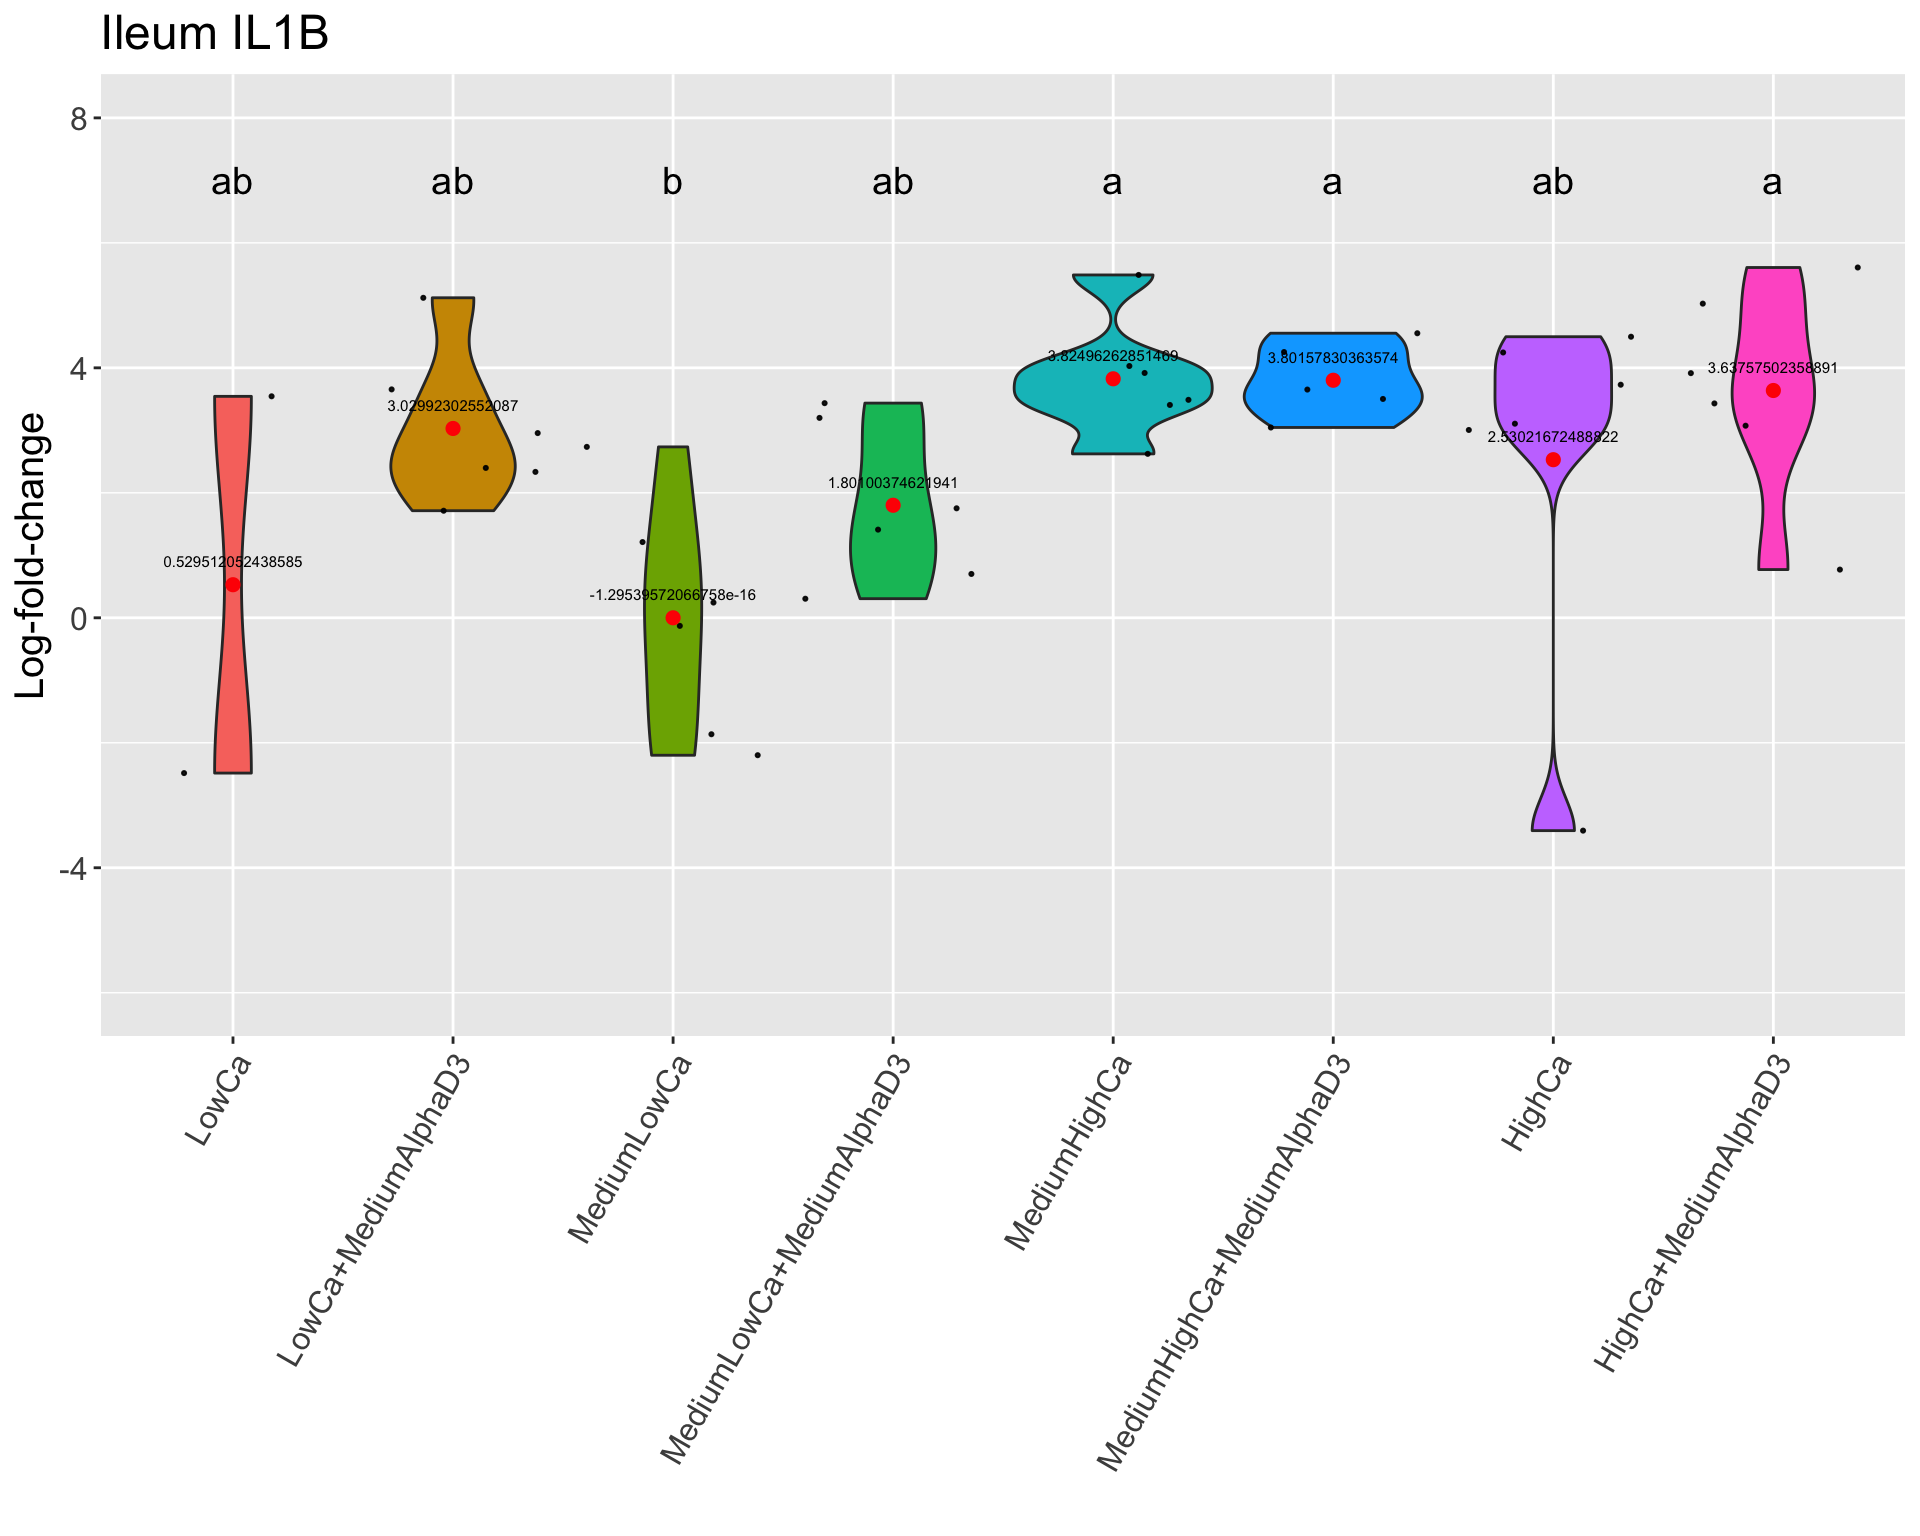 Ileum IL1B
Log-fold-change
8
4
0
-4
ab
ab
b
ab
a
a
ab
a
0.529512052438585
3.02992302552087
-1.29539572066758e-16
1.80100374621941
3.82496262851469
3.80157830363574
2.53021672488822
3.63757502358891
LowCa
LowCa+MediumAlphaD3
MediumLowCa
MediumLowCa+MediumAlphaD3
MediumHighCa
MediumHighCa+MediumAlphaD3
HighCa
HighCa+MediumAlphaD3